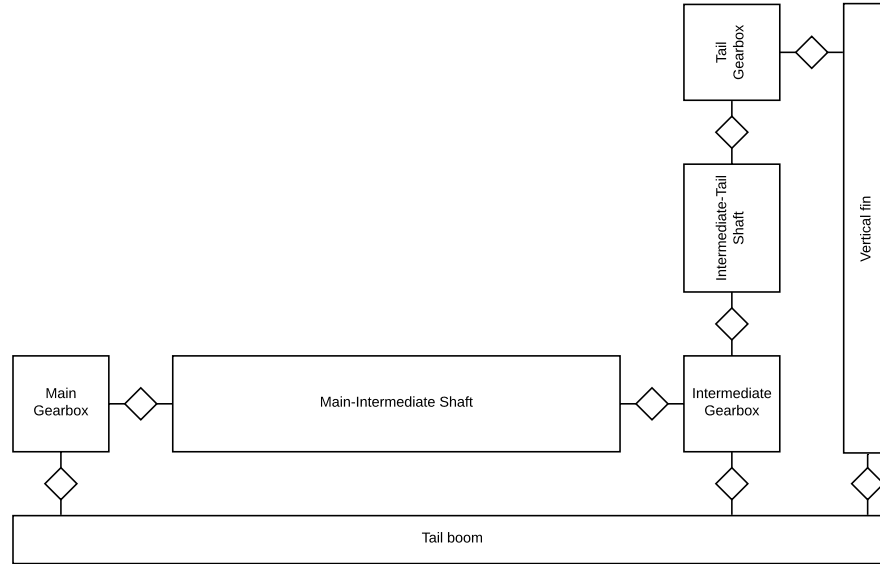 Tail
Gearbox
Intermediate-Tail
Shaft
Vertical fin
Main
Gearbox
Main-Intermediate Shaft
Intermediate
Gearbox
Tail boom